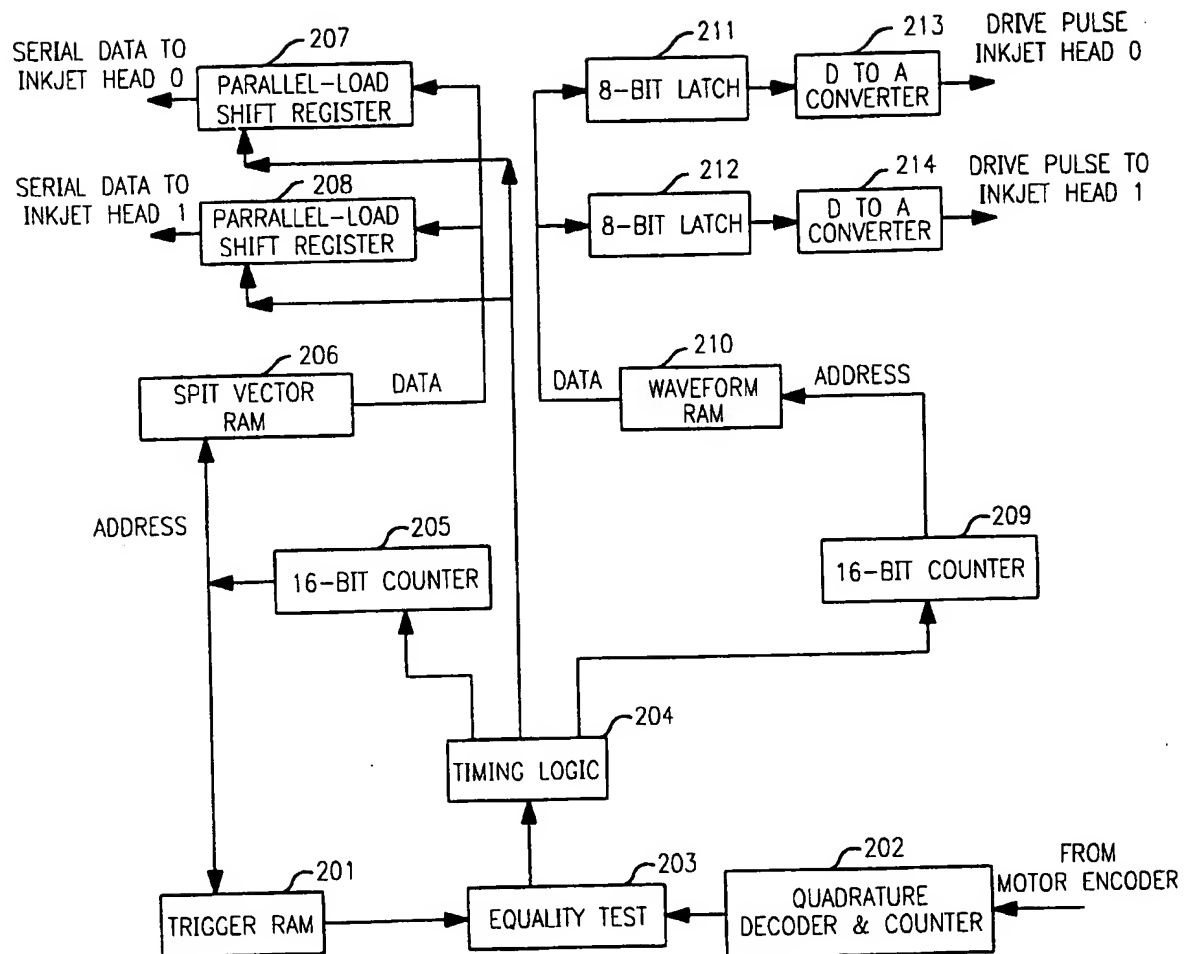 SERIAL DATA TO
INKJET HEAD 0
207
PARALLEL-LOAD
SHIFT REGISTER
211
8-BIT LATCH
213
D TO A
CONVERTER
DRIVE PULSE
INKJET HEAD 0
SERIAL DATA TO
INKJET HEAD 1
208
PARRALLEL-LOAD
SHIFT REGISTER
212
8-BIT LATCH
214
D TO A
CONVERTER
DRIVE PULSE TO
INKJET HEAD 1
206
SPIT VECTOR
RAM
DATA
DATA
210
WAVEFORM
RAM
ADDRESS
ADDRESS
205
16-BIT COUNTER
209
16-BIT COUNTER
204
TIMING LOGIC
201
TRIGGER RAM
203
EQUALITY TEST
202
QUADRATURE
DECODER & COUNTER
FROM
MOTOR ENCODER